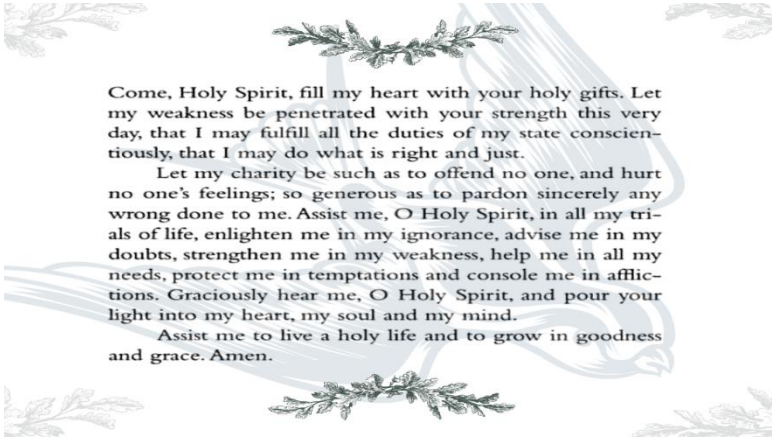 Come, Holy Spirit, fill my heart with your holy gifts. Let
my weakness be penetrated with your strength this very
day, that I may fulfill all the duties of my state conscien-
tiously, that I may do what is right and just.
Let my charity be such as to offend no one, and hurt
no one's feelings; so generous as to pardon sincerely any
wrong done to me. Assist me, O Holy Spirit, in all my tri-
als of life, enlighten me in my ignorance, advise me in my
doubts, strengthen me in my weakness, help me in all my
needs, protect me in temptations and console me in afflic-
tions. Graciously hear me, O Holy Spirit, and pour your
light into my heart, my soul and my mind.
Assist me to live a holy life and to grow in goodness
and grace. Amen.